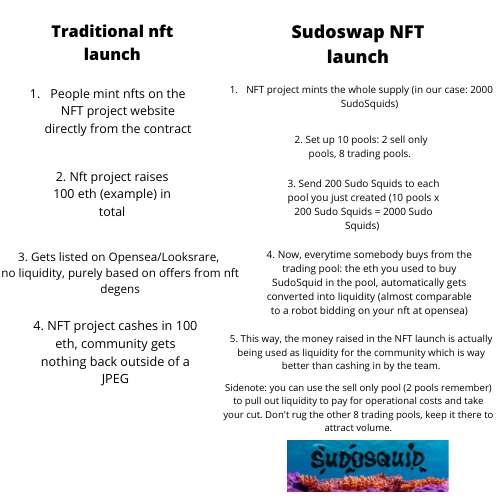 Traditional nft
launch
1. People mint nfts on the
NFT project website
directly from the contract
2. Nft project raises
100 eth (example) in
total
3. Gets listed on Opensea/Looksrare,
no liquidity, purely based on offers from nft
degens
4. NFT project cashes in 100
eth, community gets
nothing back outside of a
JPEG
Sudoswap NFT
launch
1. NFT project mints the whole supply (in our case: 2000
SudoSquids)
2. Set up 10 pools: 2 sell only
pools, 8 trading pools.
3. Send 200 Sudo Squids to each
pool you just created (10 pools x
200 Sudo Squids = 2000 Sudo
Squids)
4. Now, everytime somebody buys from the
trading pool: the eth you used to buy
SudoSquid in the pool, automatically gets
converted into liquidity (almost comparable
to a robot bidding on your nft at opensea)
5. This way, the money raised in the NFT launch is actually
being used as liquidity for the community which is way
better than cashing in by the team.
Sidenote: you can use the sell only pool (2 pools remember)
to pull out liquidity to pay for operational costs and take
your cut. Don't rug the other 8 trading pools, keep it there to
attract volume.
SUDOSQUID